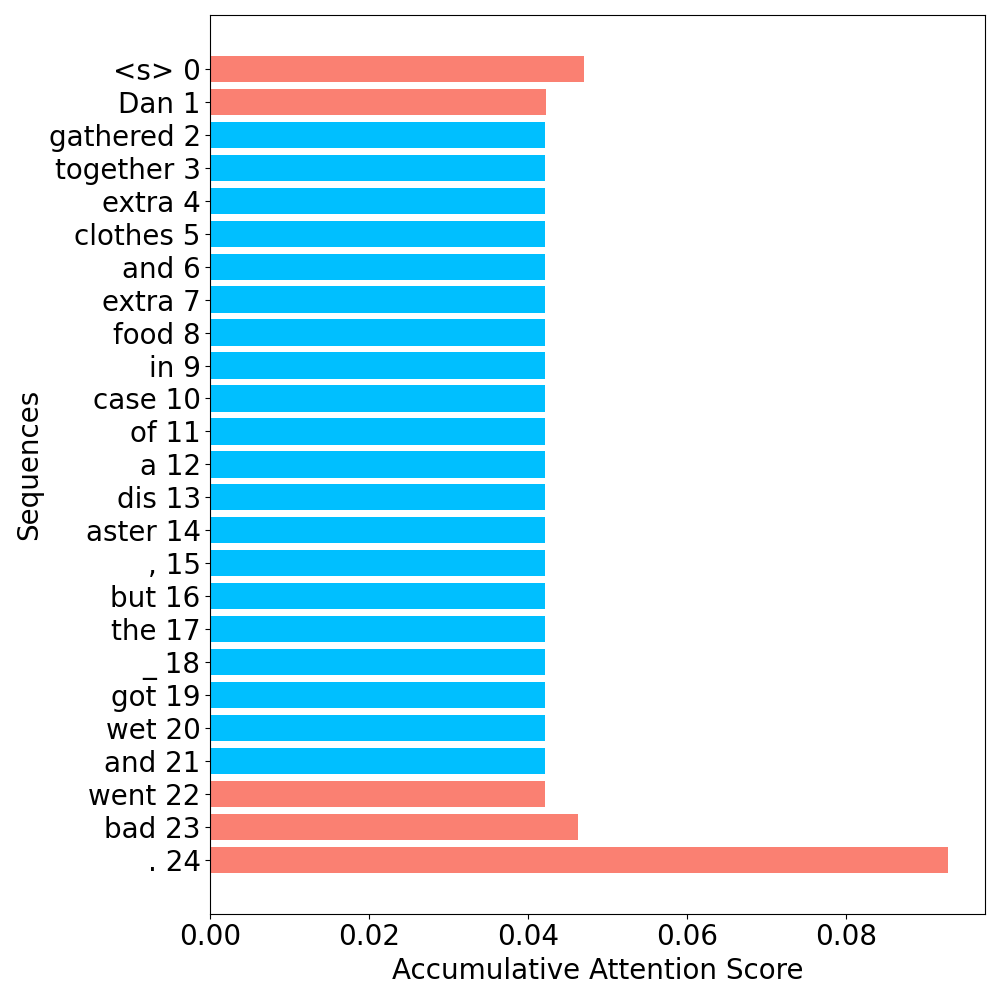 <s> 0
Dan 1
gathered 2
together 3
extra 4
clothes 5
and 6
extra 7
food 8
in 9
case 10
of 11
a 12
dis 13
aster 14
, 15
but 16
the 17
_ 18
got 19
wet 20
and 21
went 22
bad 23
. 24
Sequences
0.00 0.02 0.04 0.06 0.08
Accumulative Attention Score